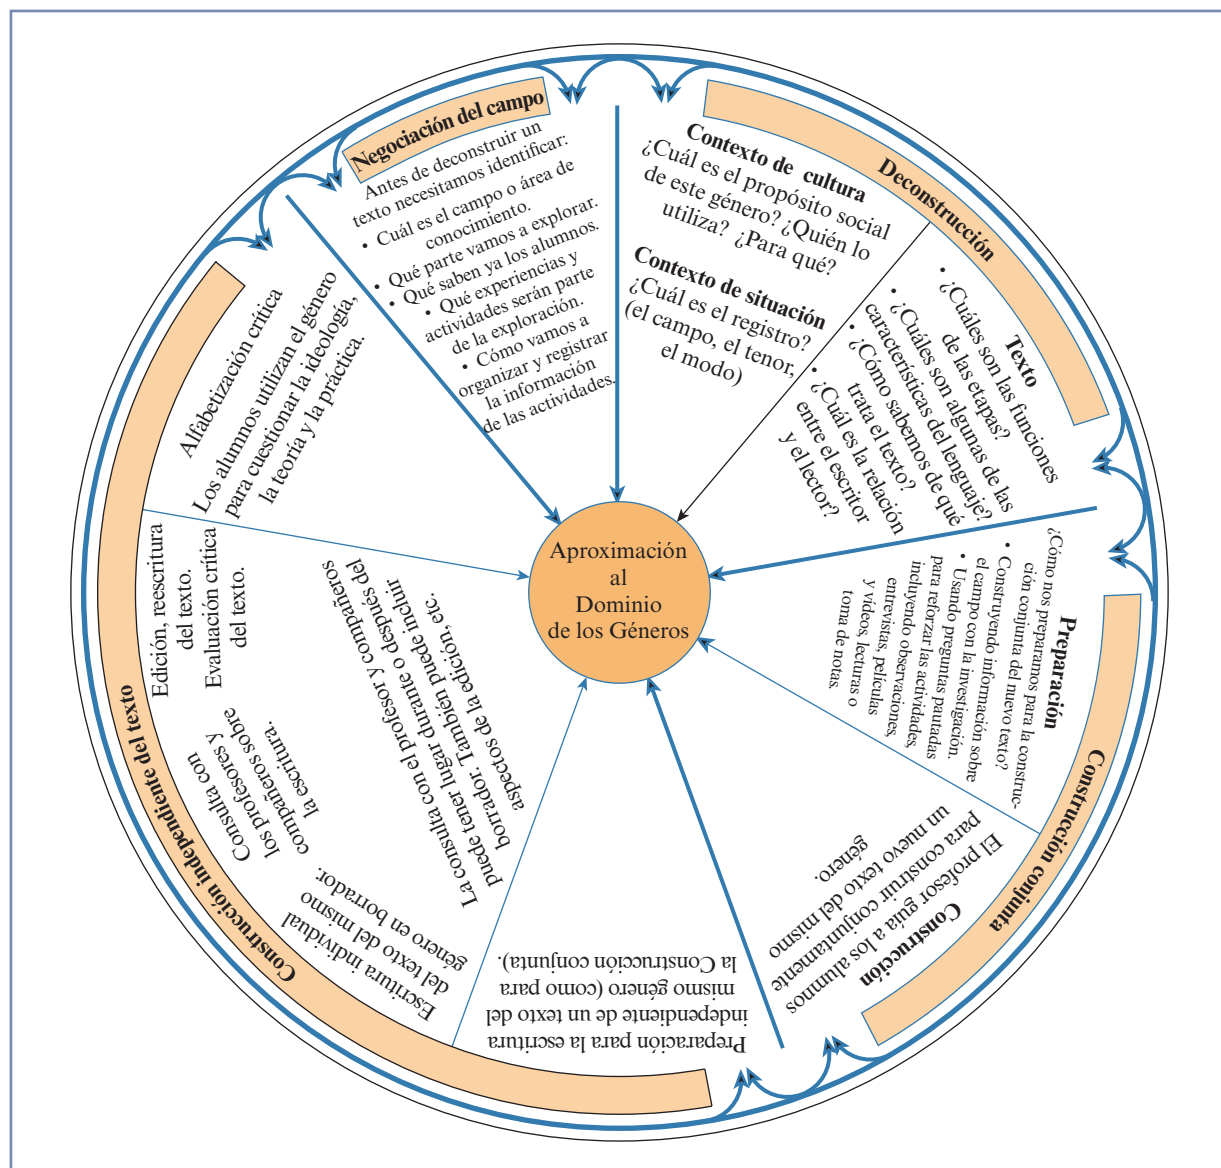 Negociación del campo
Antes de deconstruir un
texto necesitamos identificar:
• Cuál es el campo o área de
conocimiento.
• Qué parte vamos a explorar.
• Qué saben ya los alumnos.
• Qué experiencias y
actividades serán parte
de la exploración.
• Cómo vamos a
organizar y registrar
la información
de las actividades.
Deconstrucción
Contexto de cultura
¿Cuál es el propósito social
de este género? ¿Quién lo
utiliza? ¿Para qué?
Contexto de situación
¿Cuál es el registro?
(el campo, el tenor,
el modo)
Texto
• ¿Cuáles son las funciones
de las etapas?
• ¿Cuáles son algunas de las
características del lenguaje?
• ¿Cómo sabemos de qué
trata el texto?
• ¿Cuál es la relación
entre el escritor
y el lector?
Construcción conjunta
Preparación
¿Cómo nos preparamos para la construc-
ción conjunta del nuevo texto?
• Construyendo información sobre
el campo con la investigación.
• Usando preguntas pautadas
para reforzar las actividades,
incluyendo observaciones,
entrevistas, películas
y vídeos, lecturas o
toma de notas.
Construcción
El profesor guía a los alumnos
para construir conjuntamente
un nuevo texto del mismo
género.
Construcción independiente del texto
Preparación para la escritura
independiente de un texto del
mismo género (como para
la Construcción conjunta).
Escritura individual
del texto del mismo
género en borrador.
Consulta con
los profesores y
compañeros sobre
la escritura.
La consulta con el profesor y compañeros
puede tener lugar durante o después del
borrador. También puede incluir
aspectos de la edición, etc.
Edición, reescritura
del texto.
Evaluación crítica
del texto.
Alfabetización crítica
Los alumnos utilizan el género
para cuestionar la ideología,
la teoría y la práctica.
Aproximación
al
Dominio
de los Géneros